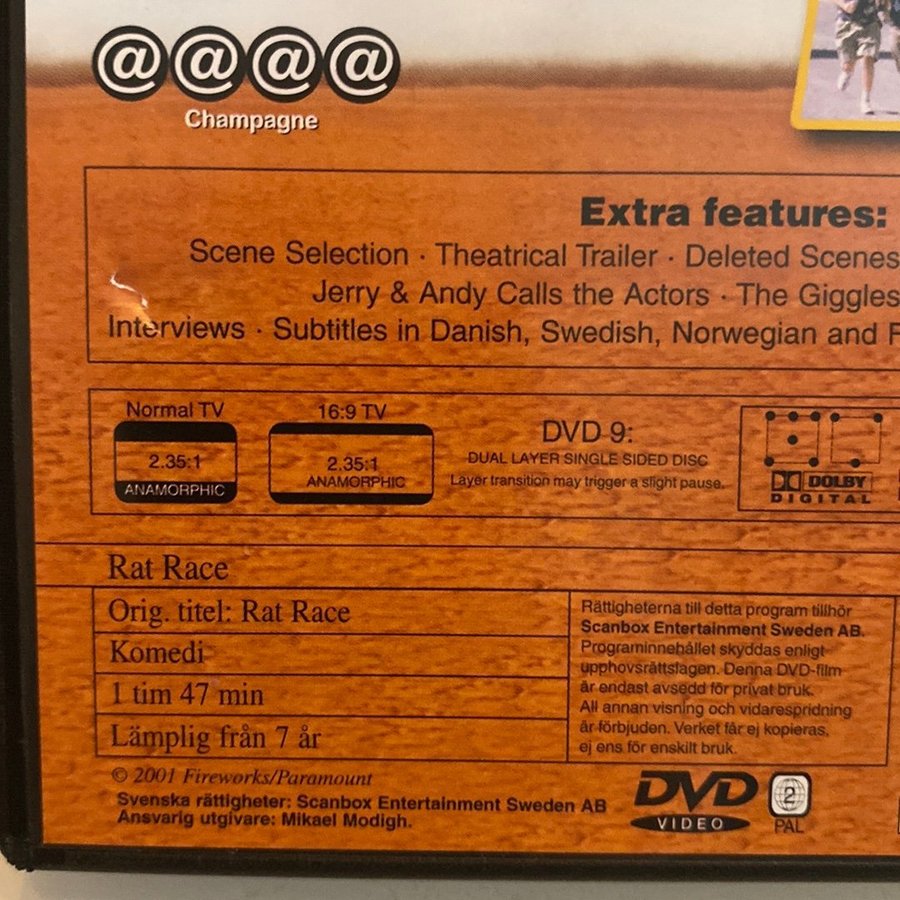 @@@@
Champagne
Extra features:
Scene Selection · Theatrical Trailer · Deleted Scenes
Jerry & Andy Calls the Actors · The Giggles
Interviews · Subtitles in Danish, Swedish, Norwegian and F
Normal TV
2.35:1
ANAMORPHIC
16:9 TV
2.35:1
ANAMORPHIC
DVD 9:
DUAL LAYER SINGLE SIDED DISC
Layer transition may trigger a slight pause.
DOLBY
DIGITAL
Rat Race
Orig. titel: Rat Race
Komedi
1 tim 47 min
Lämplig från 7 år
Rättigheterna till detta program tillhör
Scanbox Entertainment Sweden AB.
Programinnehållet skyddas enligt
upphovsrättslagen. Denna DVD-film
är endast avsedd för privat bruk.
All annan visning och vidarespridning
är förbjuden. Verket får ej kopieras,
ej ens för enskilt bruk.
© 2001 Fireworks/Paramount
Svenska rättigheter: Scanbox Entertainment Sweden AB
Ansvarig utgivare: Mikael Modigh.
DVD
VIDEO
2
PAL